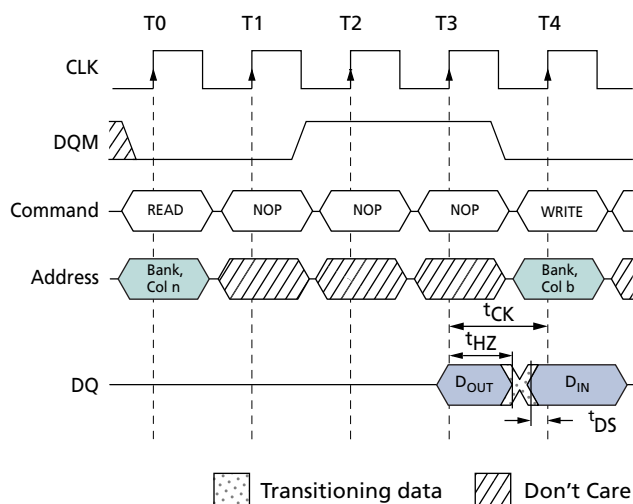 T0 T1 T2 T3 T4
CLK
DQM
Command READ NOP NOP NOP WRITE
Address Bank, Col n Bank, Col b
tCK
tHZ
DQ DOUT DIN
tDS
Transitioning data Don't Care